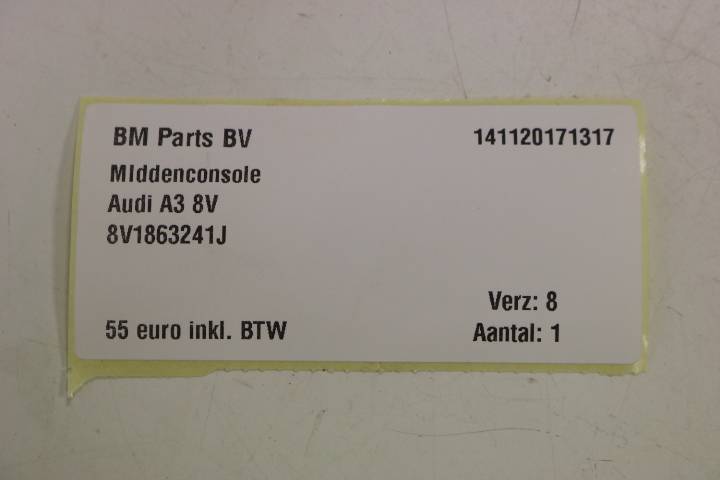 BM Parts BV 141120171317
MIddenconsole
Audi A3 8V
8V1863241J
Verz: 8
55 euro inkl. BTW Aantal: 1